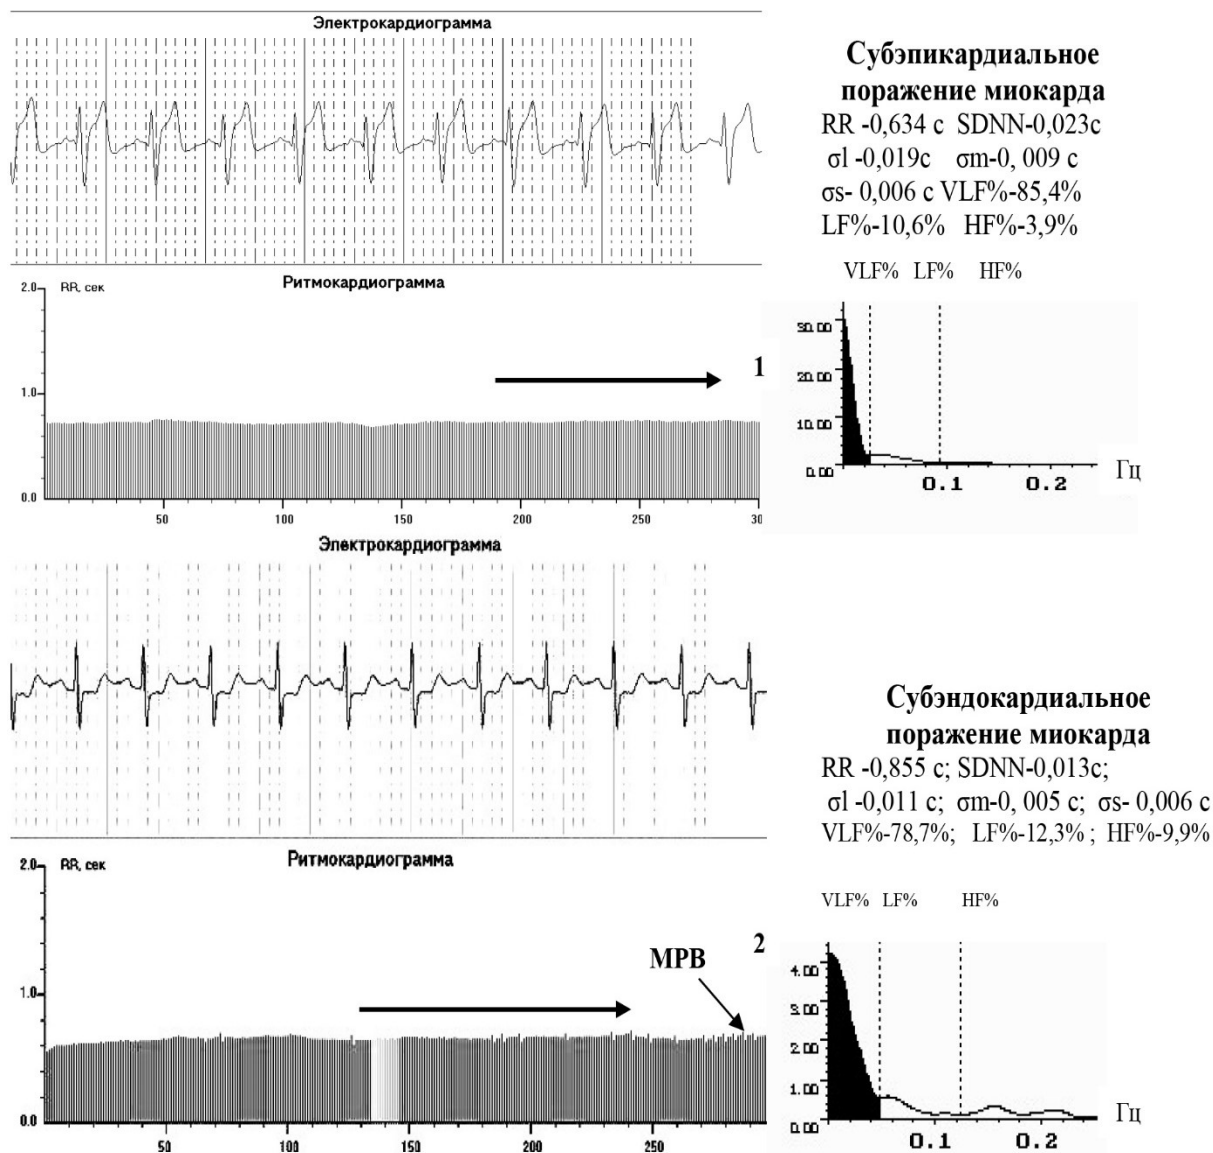 Электрокардиограмма
Субэпикардиальное
поражение миокарда
RR -0,634 с SDNN-0,023с
σl -0,019с σm-0, 009 с
σs- 0,006 с VLF%-85,4%
LF%-10,6% HF%-3,9%
VLF% LF% HF%
Ритмокардиограмма
2.0 RR, сек
1.0
0.0
50 100 150 200 250 30
1
30.00
20.00
10.00
0.00
0.1 0.2 Гц
Электрокардиограмма
Субэндокардиальное
поражение миокарда
RR -0,855 с; SDNN-0,013с;
σl -0,011 с; σm-0, 005 с; σs- 0,006 с
VLF%-78,7%; LF%-12,3% ; HF%-9,9%
VLF% LF% HF%
Ритмокардиограмма
2.0 RR, сек
1.0
0.0
50 100 150 200 250
МРВ
2
4.00
3.00
2.00
1.00
0.00
0.1 0.2 Гц